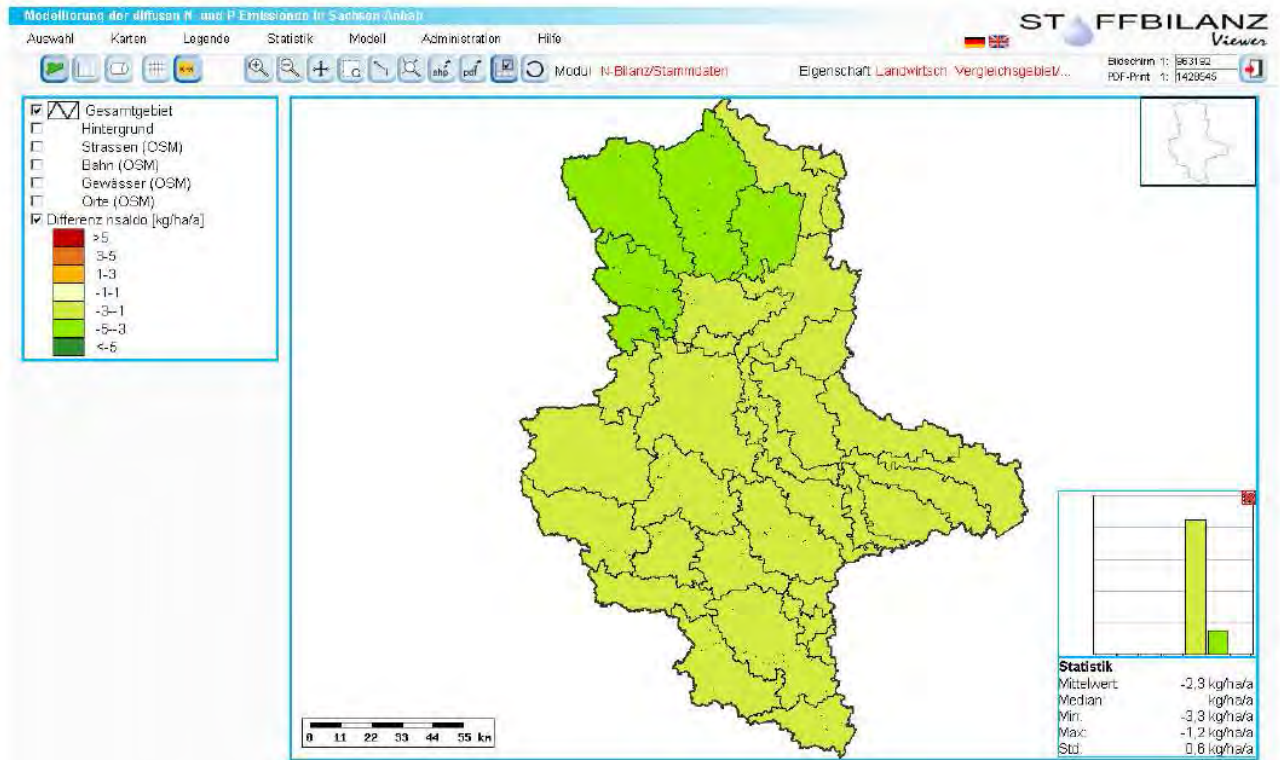 Modellierung der diffusen N- und P Emissionen in Sachsen Anhalt
ST FFBILANZ
Viewer
Auswahl Karten Legende Statistik Modell Administration Hilfe
shp pdf Modul N-Bilanz/Stammdaten Eigenschaft Landwirtsch Vergleichsgebiet/...
Bildschirm 1: 963192
PDF-Print 1: 1428545
Gesamtgebiet
Hintergrund
Strassen (OSM)
Bahn (OSM)
Gewässer (OSM)
Orte (OSM)
Differenz nsaldo [kg/ha/a]
>5
3-5
1-3
-1-1
-3--1
-5--3
<-5
Statistik
Mittelwert -2,3 kg/ha/a
Median kg/ha/a
Min: -3,3 kg/ha/a
Max: -1,2 kg/ha/a
Std: 0,6 kg/ha/a
0 11 22 33 44 55 km